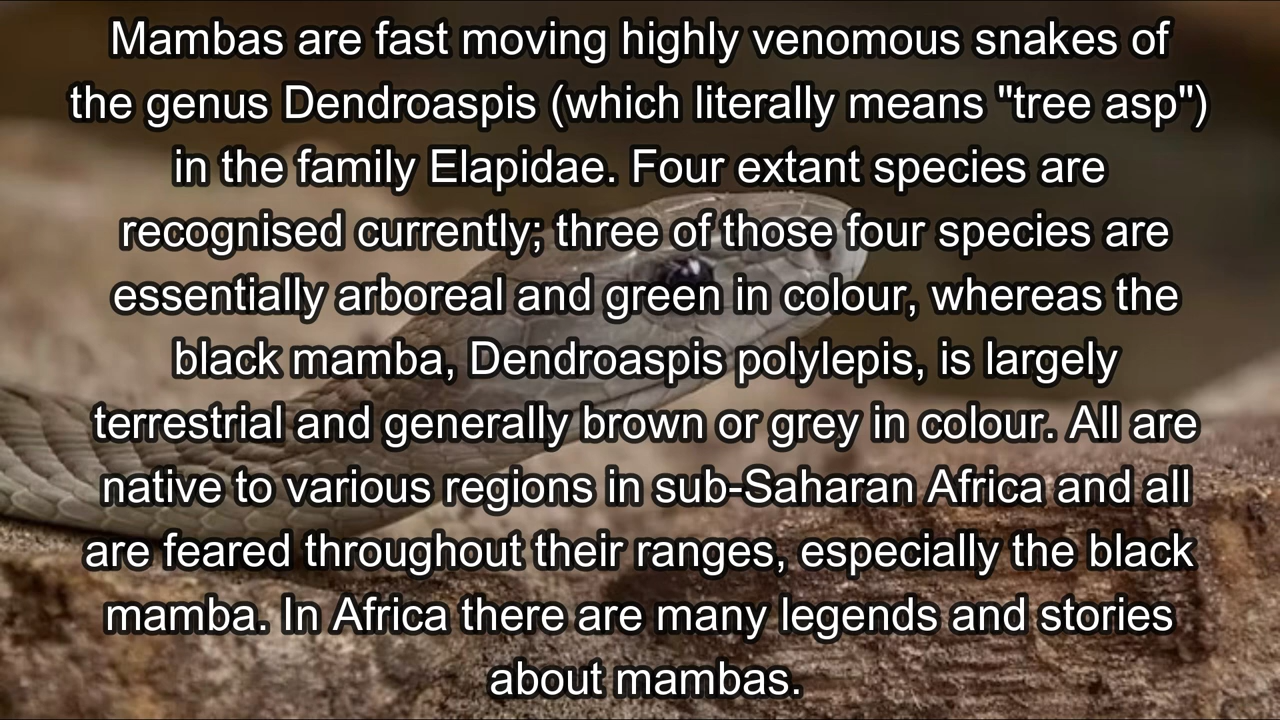 Mambas are fast moving highly venomous snakes of
the genus Dendroaspis (which literally means "tree asp")
in the family Elapidae. Four extant species are
recognised currently; three of those four species are
essentially arboreal and green in colour, whereas the
black mamba, Dendroaspis polylepis, is largely
terrestrial and generally brown or grey in colour. All are
native to various regions in sub-Saharan Africa and all
are feared throughout their ranges, especially the black
mamba. In Africa there are many legends and stories
about mambas.